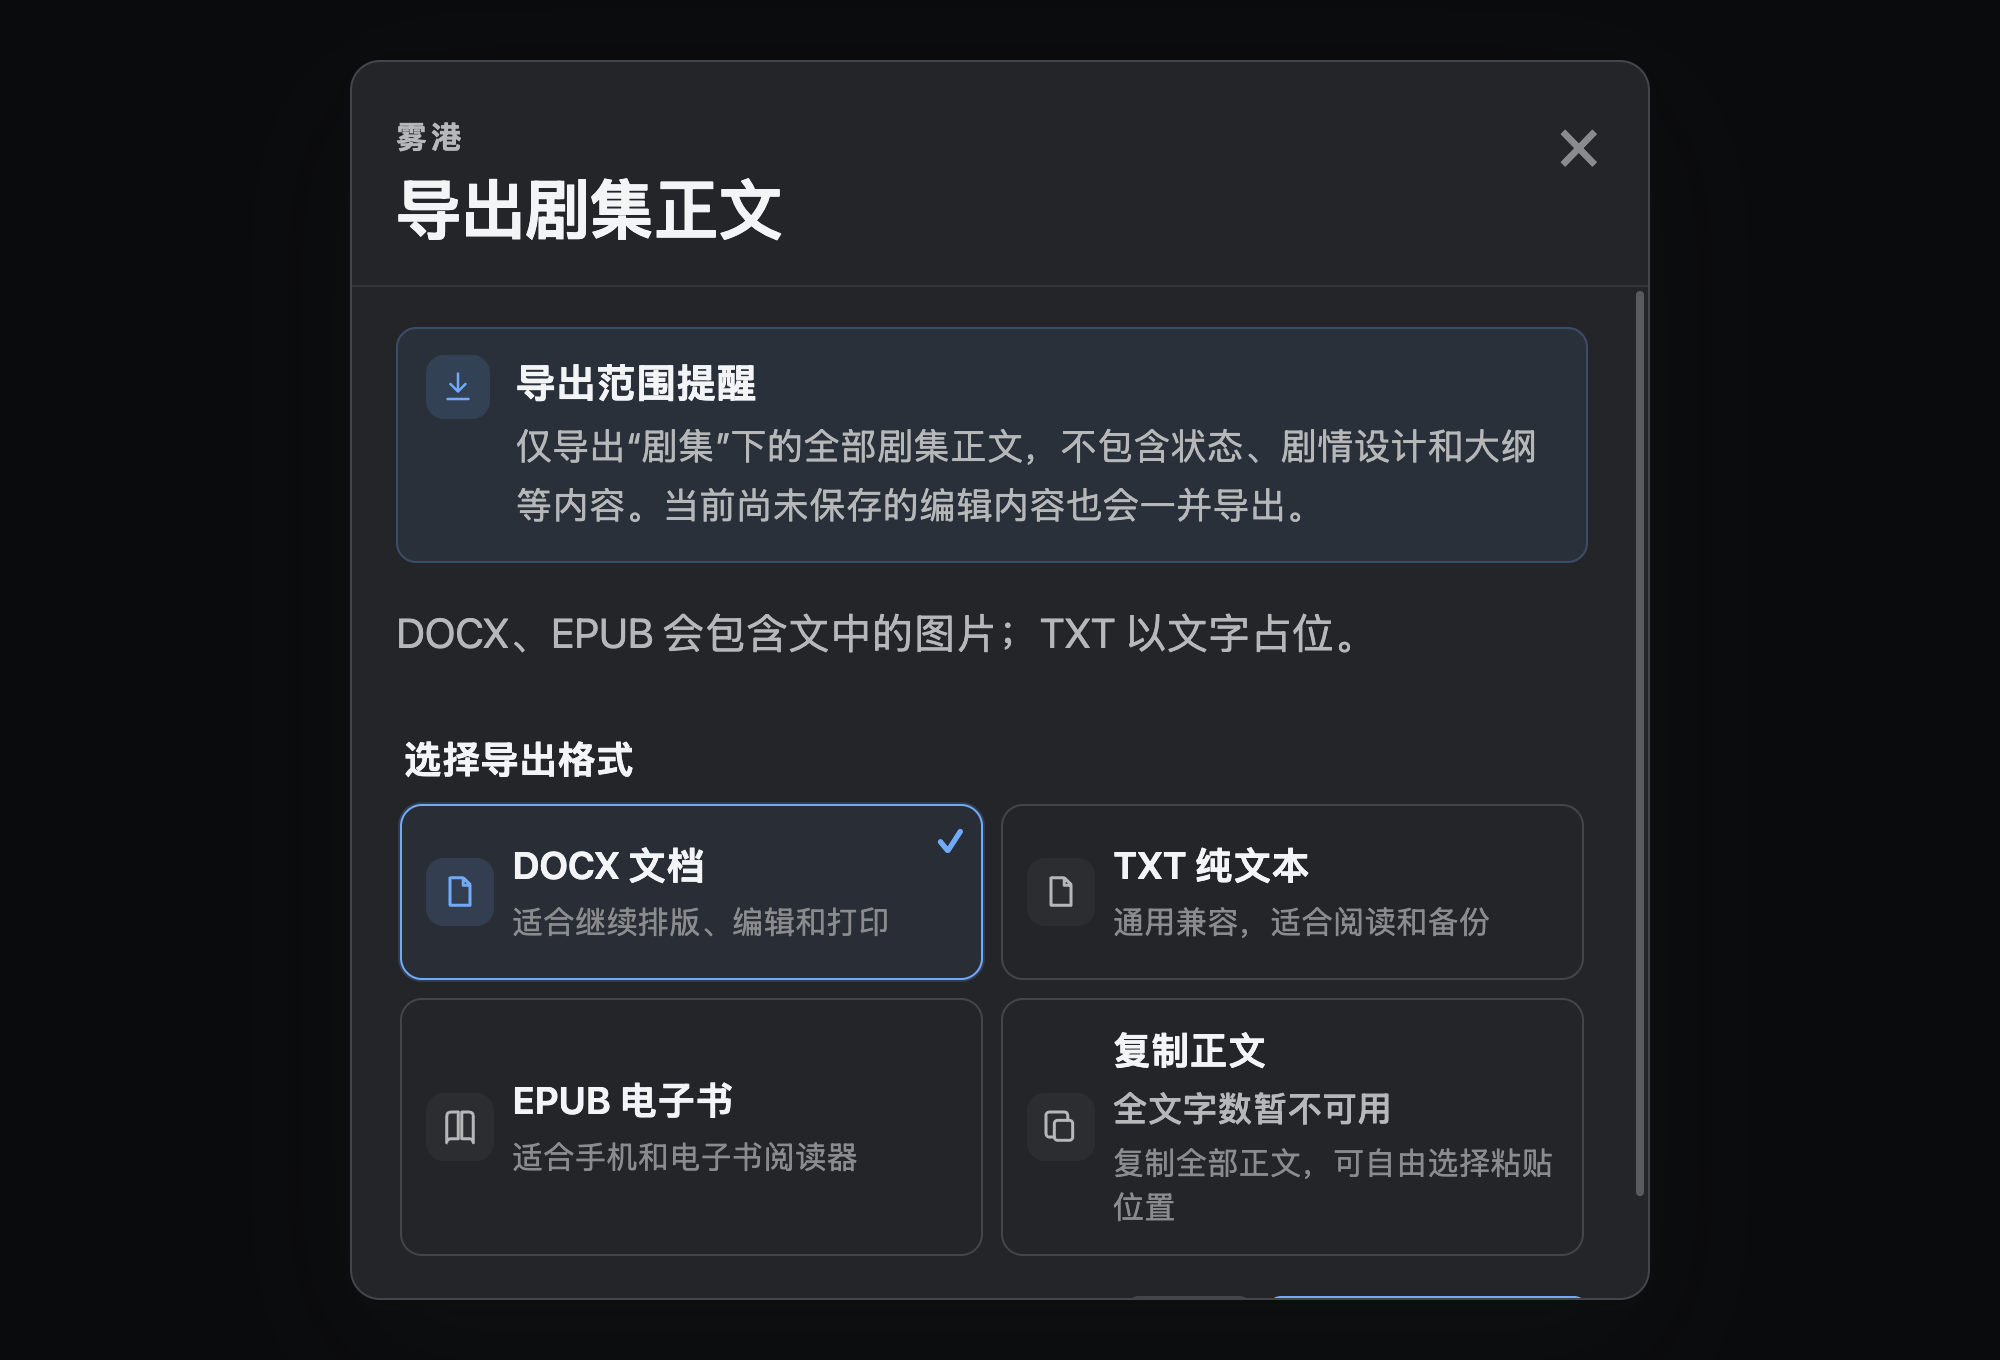 雾港
导出剧集正文
导出范围提醒
仅导出“剧集”下的全部剧集正文，不包含状态、剧情设计和大纲
等内容。当前尚未保存的编辑内容也会一并导出。
DOCX、EPUB 会包含文中的图片；TXT 以文字占位。
选择导出格式
DOCX 文档
适合继续排版、编辑和打印
TXT 纯文本
通用兼容，适合阅读和备份
EPUB 电子书
适合手机和电子书阅读器
复制正文
全文字数暂不可用
复制全部正文，可自由选择粘贴
位置